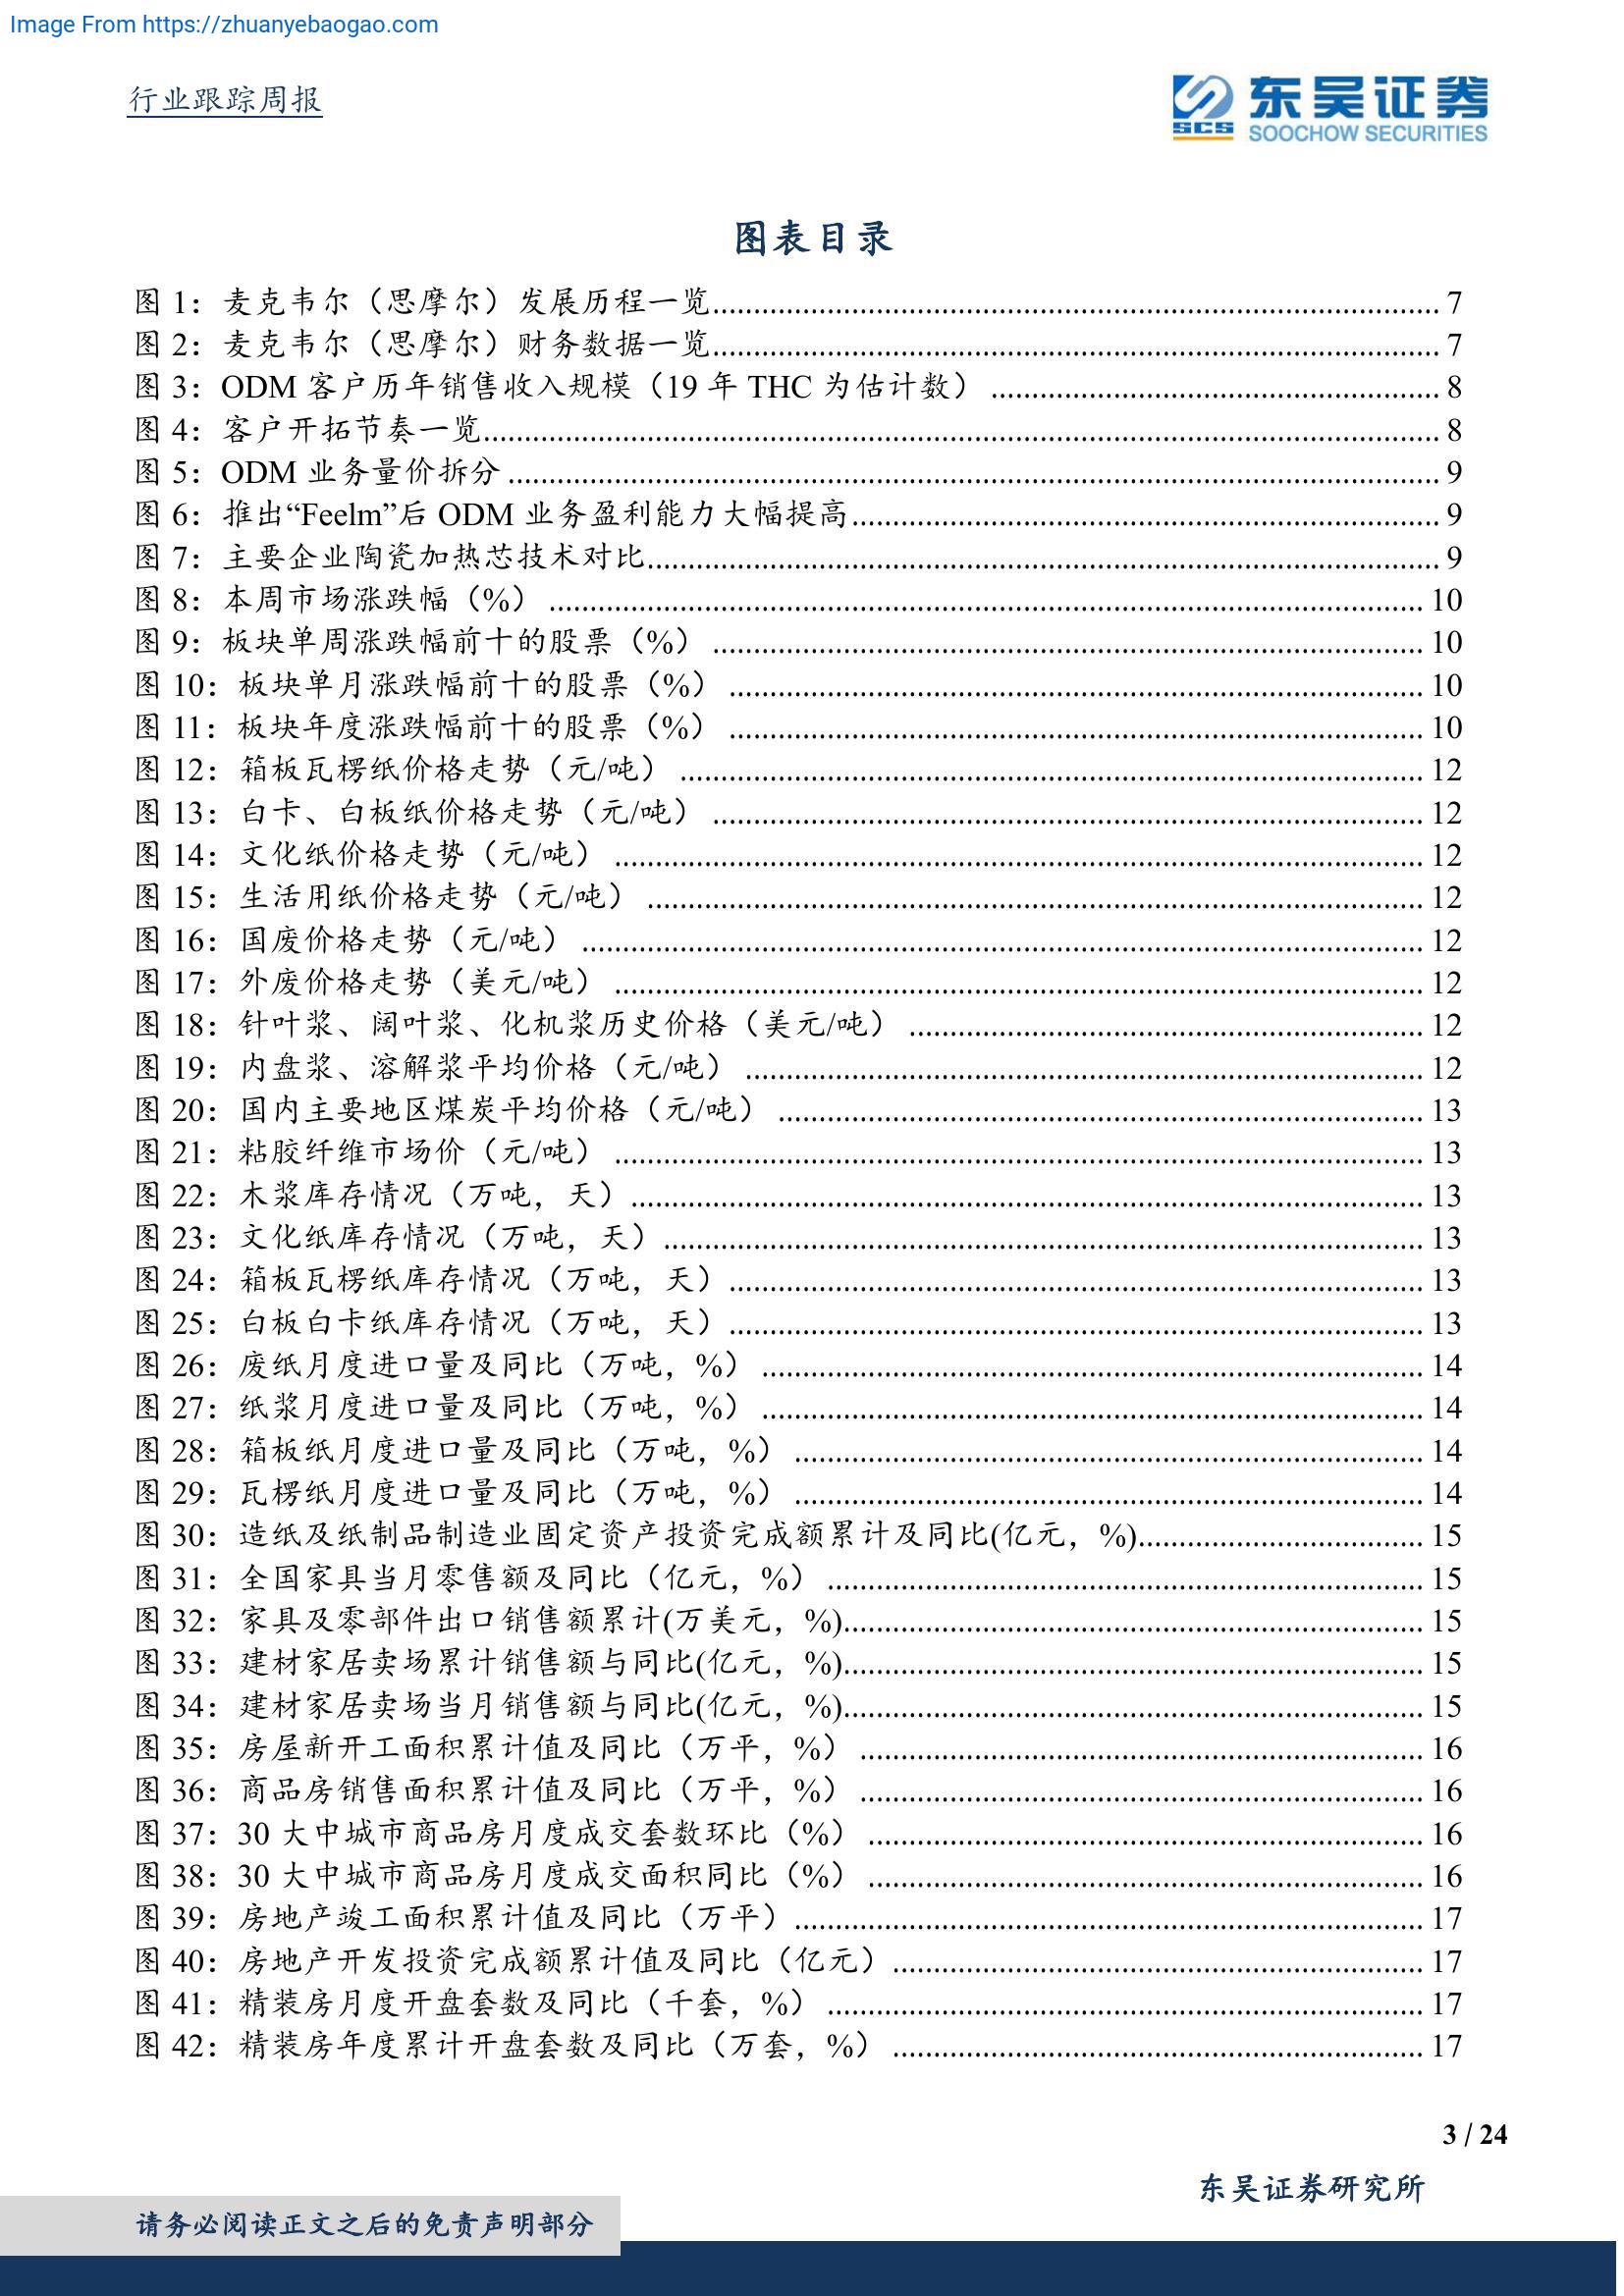 Image From https://zhuanyebaogao.com
行业跟踪周报
SCS 东吴证券
SOOCHOW SECURITIES
图表目录
图 1：麦克韦尔（思摩尔）发展历程一览........ 7
图 2：麦克韦尔（思摩尔）财务数据一览........ 7
图 3：ODM 客户历年销售收入规模（19 年 THC 为估计数）........ 8
图 4：客户开拓节奏一览........ 8
图 5：ODM 业务量价拆分........ 9
图 6：推出“Feelm”后 ODM 业务盈利能力大幅提高........ 9
图 7：主要企业陶瓷加热芯技术对比........ 9
图 8：本周市场涨跌幅（%）........ 10
图 9：板块单周涨跌幅前十的股票（%）........ 10
图 10：板块单月涨跌幅前十的股票（%）........ 10
图 11：板块年度涨跌幅前十的股票（%）........ 10
图 12：箱板瓦楞纸价格走势（元/吨）........ 12
图 13：白卡、白板纸价格走势（元/吨）........ 12
图 14：文化纸价格走势（元/吨）........ 12
图 15：生活用纸价格走势（元/吨）........ 12
图 16：国废价格走势（元/吨）........ 12
图 17：外废价格走势（美元/吨）........ 12
图 18：针叶浆、阔叶浆、化机浆历史价格（美元/吨）........ 12
图 19：内盘浆、溶解浆平均价格（元/吨）........ 12
图 20：国内主要地区煤炭平均价格（元/吨）........ 13
图 21：粘胶纤维市场价（元/吨）........ 13
图 22：木浆库存情况（万吨，天）........ 13
图 23：文化纸库存情况（万吨，天）........ 13
图 24：箱板瓦楞纸库存情况（万吨，天）........ 13
图 25：白板白卡纸库存情况（万吨，天）........ 13
图 26：废纸月度进口量及同比（万吨，%）........ 14
图 27：纸浆月度进口量及同比（万吨，%）........ 14
图 28：箱板纸月度进口量及同比（万吨，%）........ 14
图 29：瓦楞纸月度进口量及同比（万吨，%）........ 14
图 30：造纸及纸制品制造业固定资产投资完成额累计及同比(亿元，%)........ 15
图 31：全国家具当月零售额及同比（亿元，%）........ 15
图 32：家具及零部件出口销售额累计(万美元，%)........ 15
图 33：建材家居卖场累计销售额与同比(亿元，%)........ 15
图 34：建材家居卖场当月销售额与同比(亿元，%)........ 15
图 35：房屋新开工面积累计值及同比（万平，%）........ 16
图 36：商品房销售面积累计值及同比（万平，%）........ 16
图 37：30 大中城市商品房月度成交套数环比（%）........ 16
图 38：30 大中城市商品房月度成交面积同比（%）........ 16
图 39：房地产竣工面积累计值及同比（万平）........ 17
图 40：房地产开发投资完成额累计值及同比（亿元）........ 17
图 41：精装房月度开盘套数及同比（千套，%）........ 17
图 42：精装房年度累计开盘套数及同比（万套，%）........ 17
3 / 24
东吴证券研究所
请务必阅读正文之后的免责声明部分